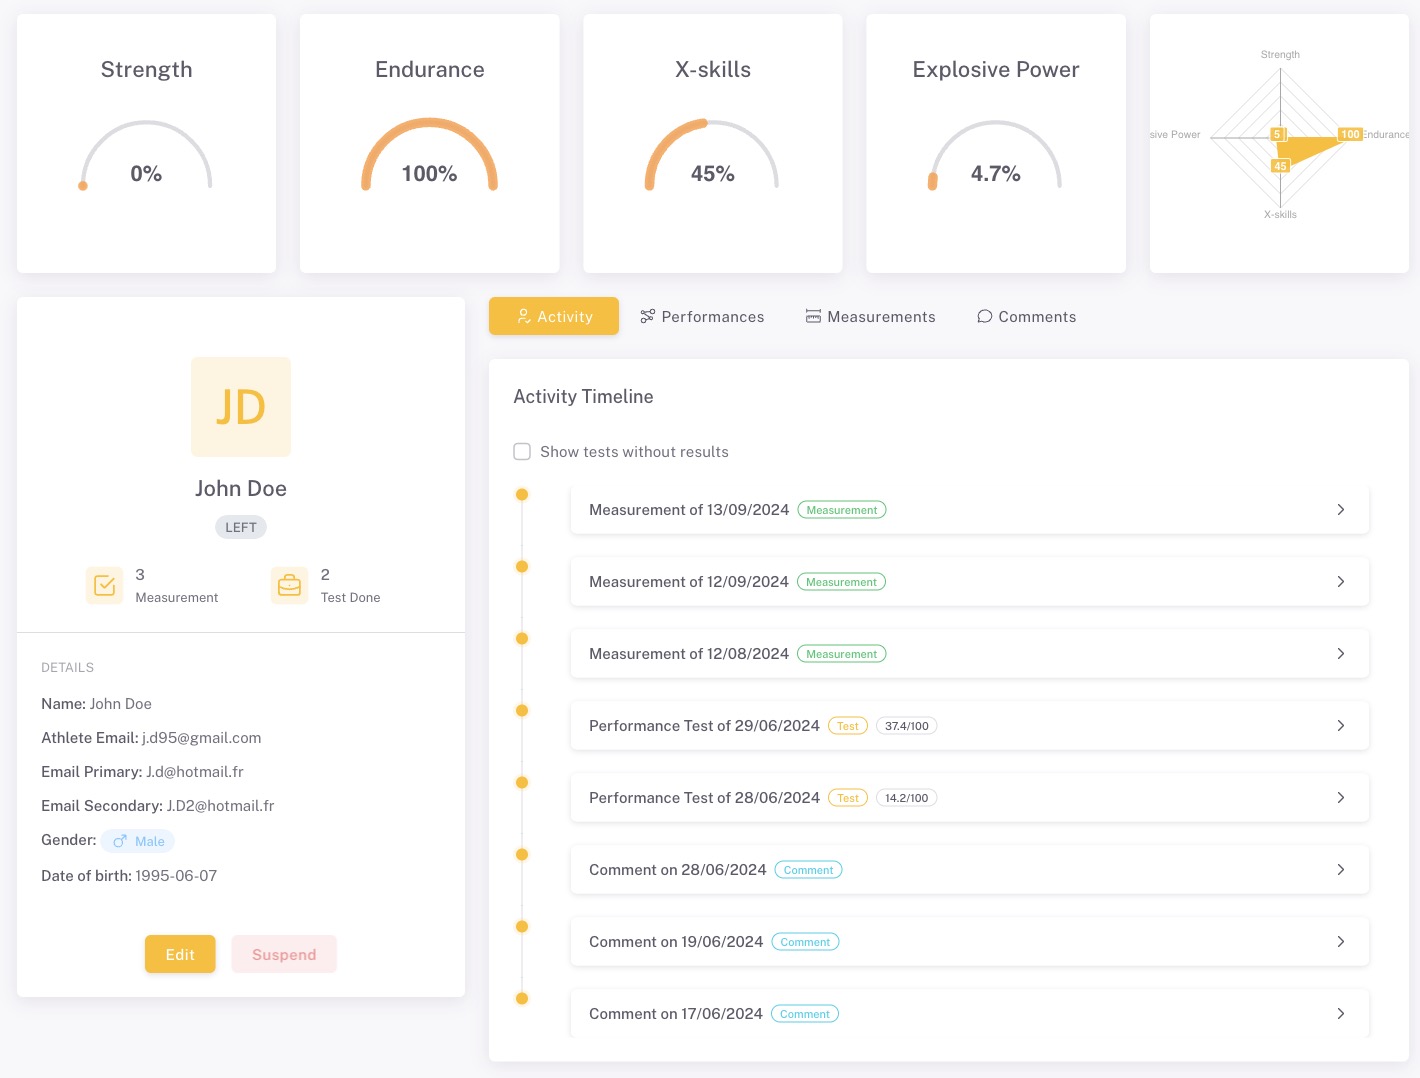 Strength
0%
Endurance
100%
X-skills
45%
Explosive Power
4.7%
Strength
sive Power
5
100
Endurance
45
X-skills
JD
John Doe
LEFT
3
Measurement
2
Test Done
DETAILS
Name: John Doe
Athlete Email: j.d95@gmail.com
Email Primary: J.d@hotmail.fr
Email Secondary: J.D2@hotmail.fr
Gender: Male
Date of birth: 1995-06-07
Edit Suspend
Activity Performances Measurements Comments
Activity Timeline
Show tests without results
Measurement of 13/09/2024 Measurement
Measurement of 12/09/2024 Measurement
Measurement of 12/08/2024 Measurement
Performance Test of 29/06/2024 Test 37.4/100
Performance Test of 28/06/2024 Test 14.2/100
Comment on 28/06/2024 Comment
Comment on 19/06/2024 Comment
Comment on 17/06/2024 Comment